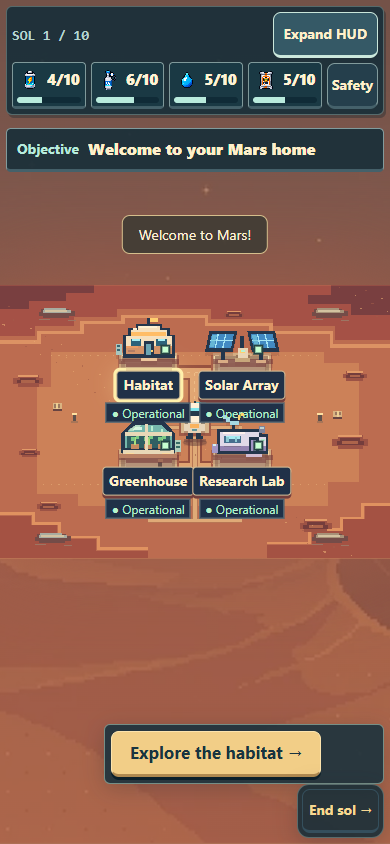 SOL 1 / 10
Expand HUD
4/10
6/10
5/10
5/10
Safety
Objective Welcome to your Mars home
Welcome to Mars!
Habitat
Solar Array
● Operational
● Operational
Greenhouse
Research Lab
● Operational
● Operational
Explore the habitat →
End sol →